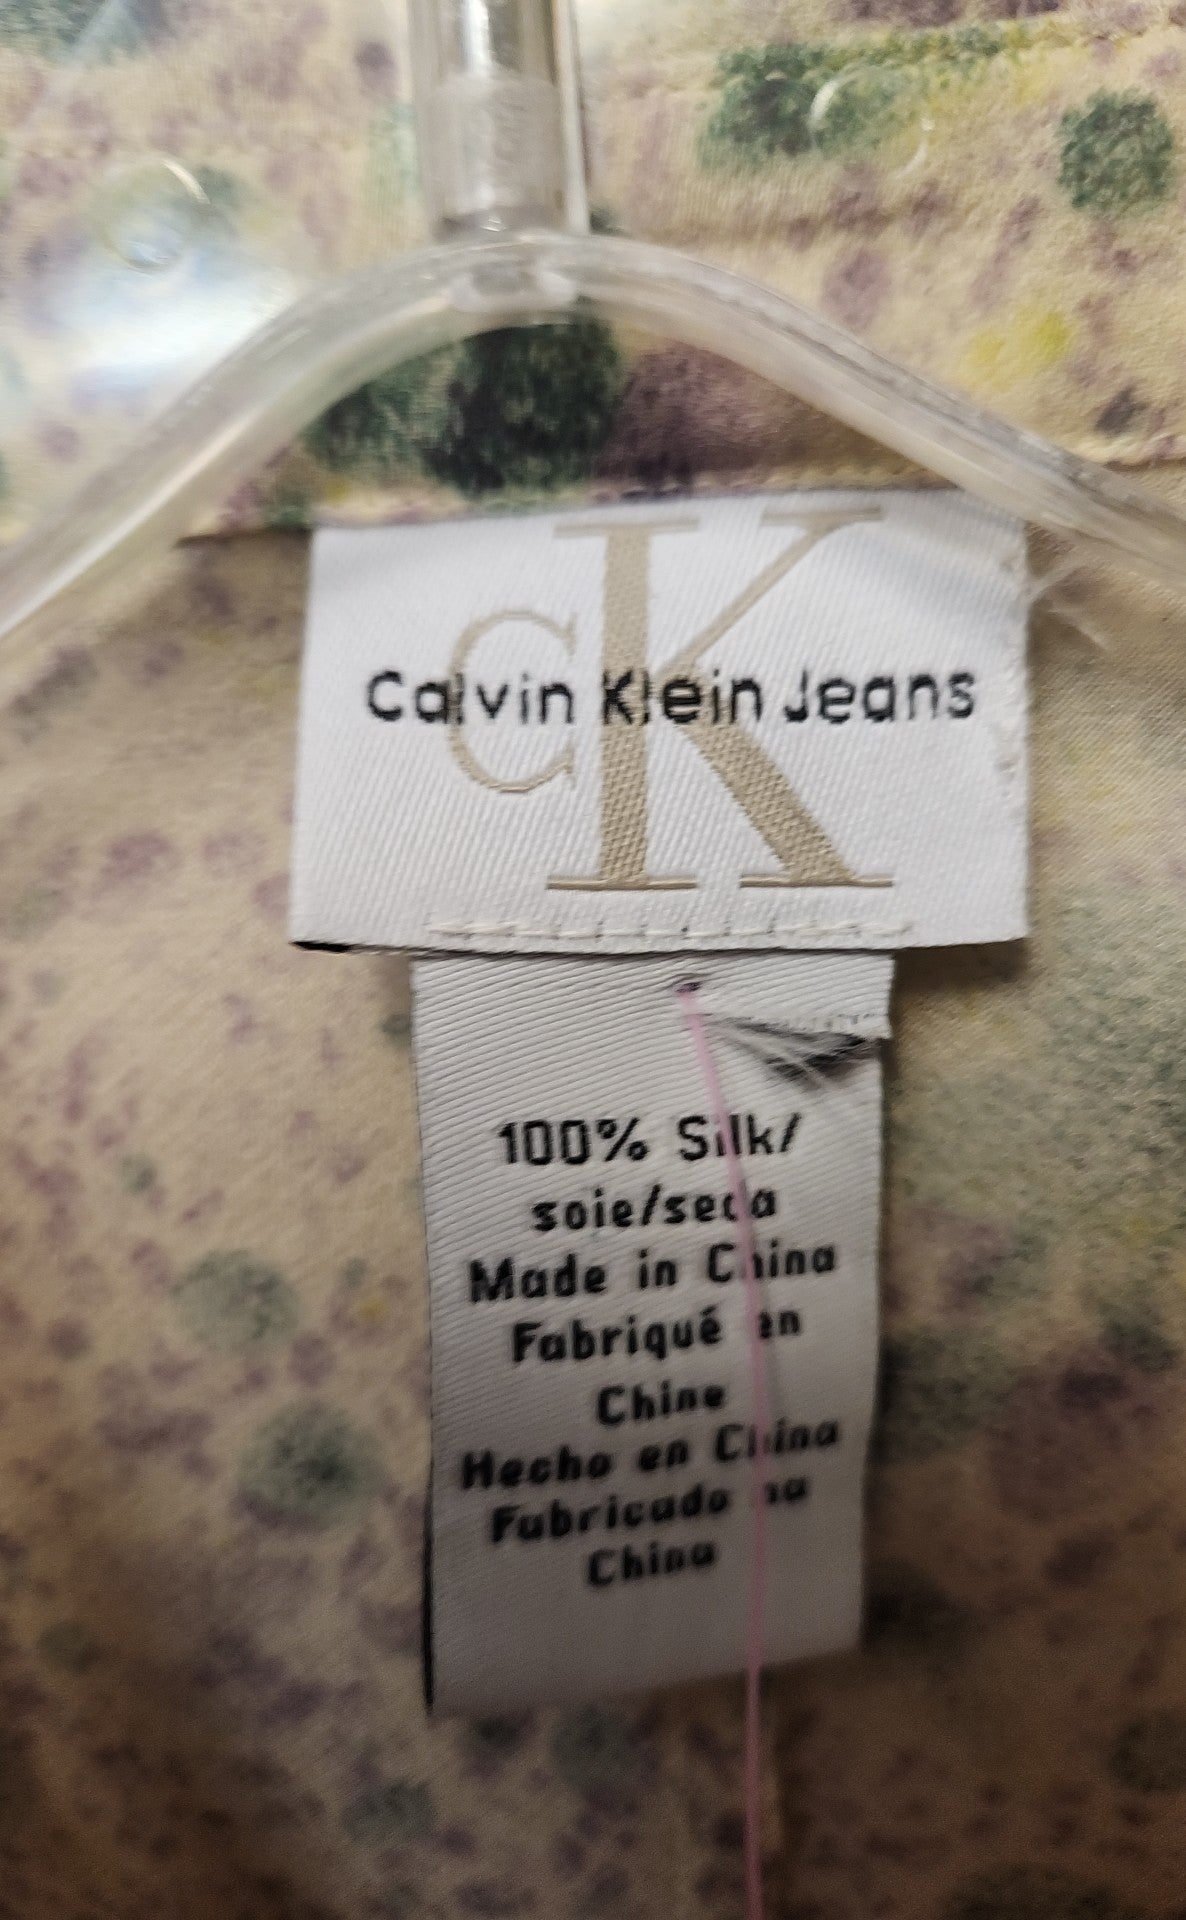 CK
Calvin Klein Jeans
100% Silk/
soie/seda
Made in China
Fabriqué en
Chine
Hecho en China
Fabricado na
China